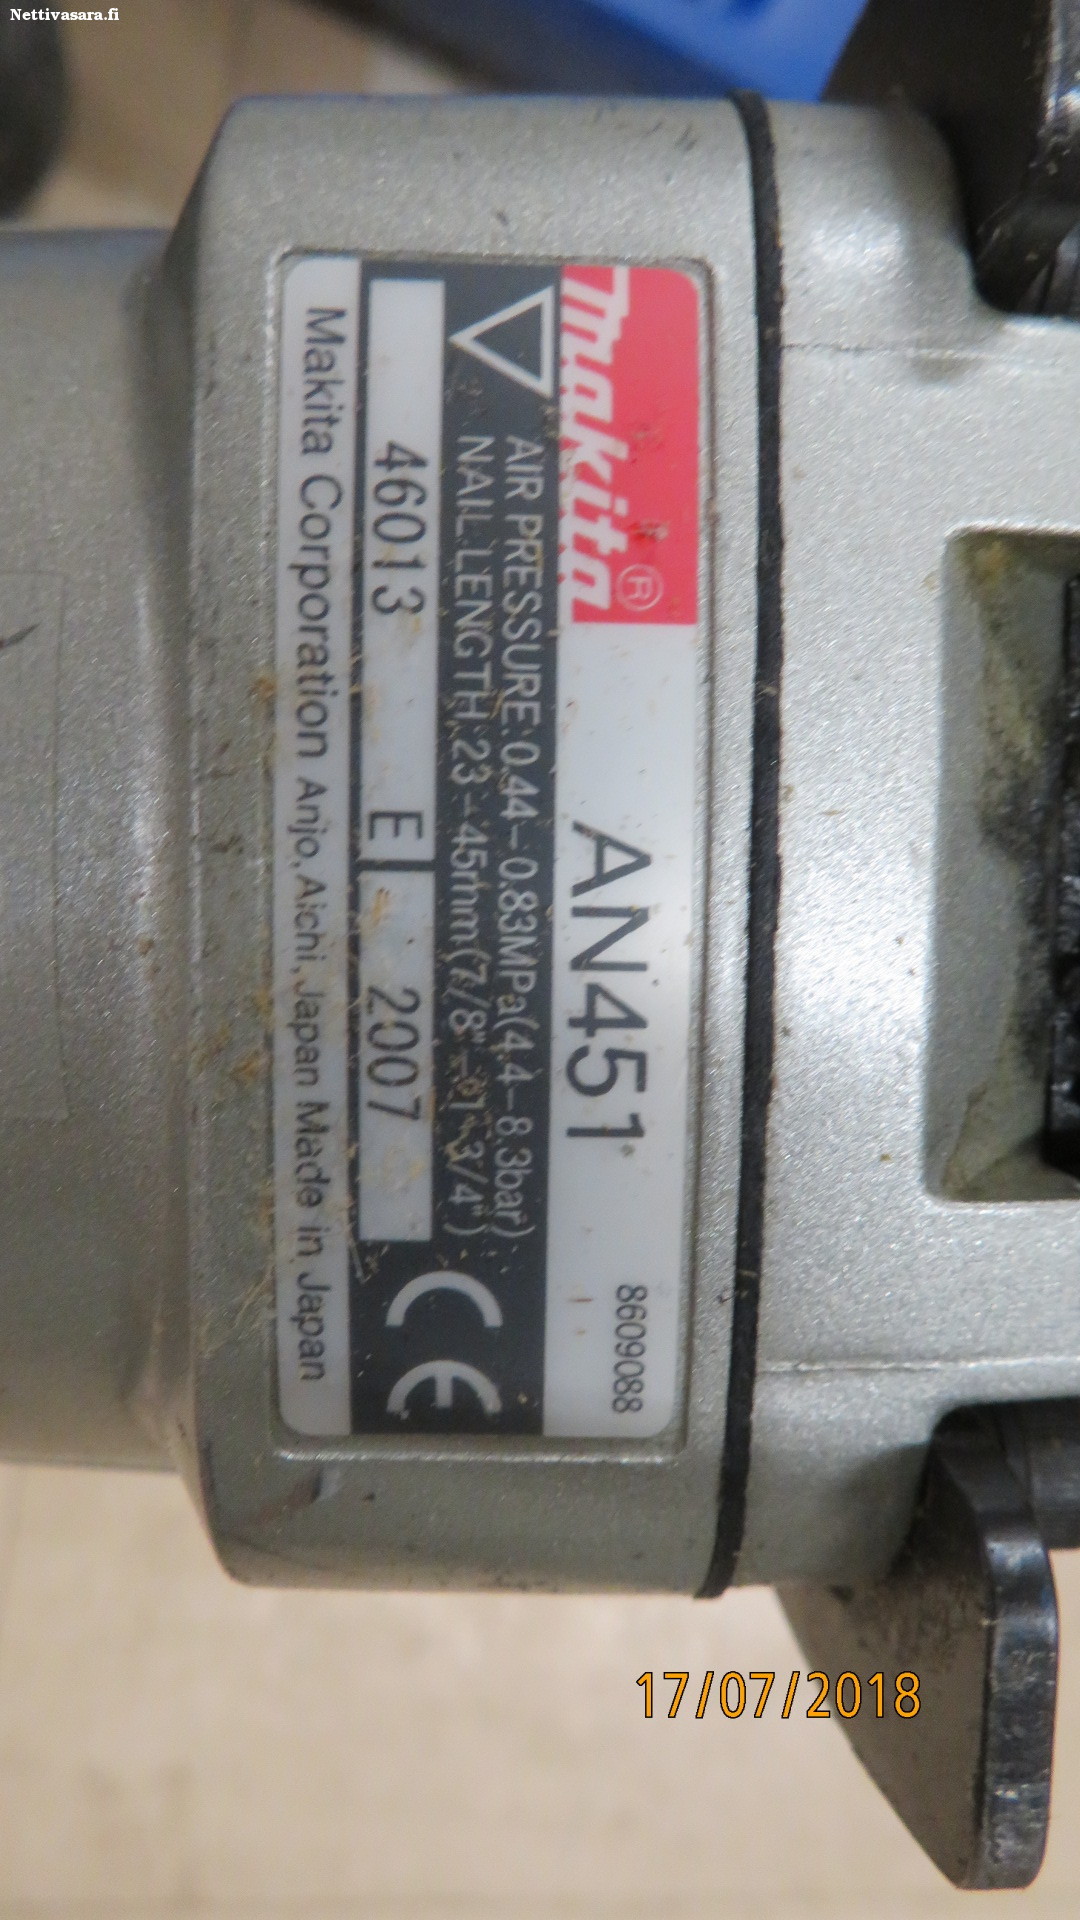 Nettivasara.fi
makita® AN451 8609088
AIR PRESSURE:0.44-0.83MPa(4.4-8.3bar)
NAIL LENGTH:23-45mm(7/8"-1 3/4")
CE
46013 E 2007
Makita Corporation Anjo, Aichi, Japan Made in Japan
17/07/2018